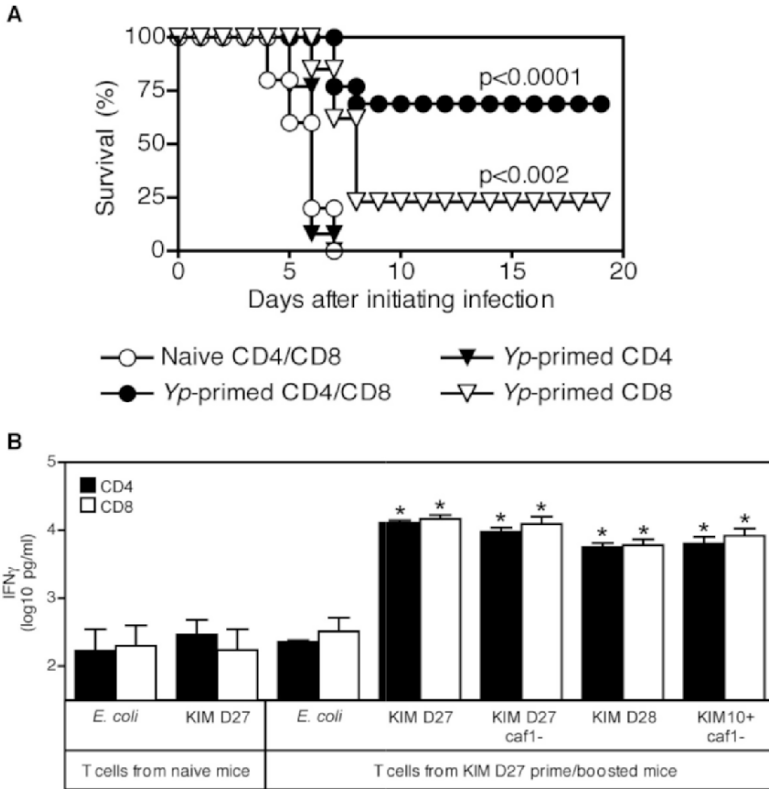 A
100
75
50
25
0
Survival (%)
p<0.0001
p<0.002
0 5 10 15 20
Days after initiating infection
Naive CD4/CD8
Yp-primed CD4
Yp-primed CD4/CD8
Yp-primed CD8
B
5
4
3
2
IFNγ
(log10 pg/ml)
CD4
CD8
* * * * * * * *
E. coli KIM D27 E. coli KIM D27 KIM D27 KIM D28 KIM10+
caf1- caf1-
T cells from naive mice T cells from KIM D27 prime/boosted mice